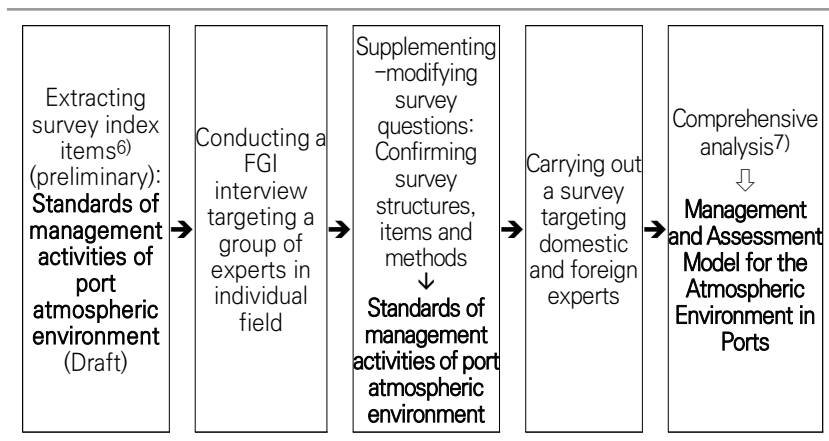 Extracting
survey index
items6)
(preliminary):
Standards of
management
activities of
port
atmospheric
environment
(Draft)
➔
Conducting a
FGI
interview
targeting a
group of
experts in
individual
field
➔
Supplementing
-modifying
survey
questions:
Confirming
survey
structures,
items and
methods
↓
Standards of
management
activities of port
atmospheric
environment
➔
Carrying out
a survey
targeting
domestic
and foreign
experts
➔
Comprehensive
analysis7)
⇩
Management
and Assessment
Model for the
Atmospheric
Environment in
Ports